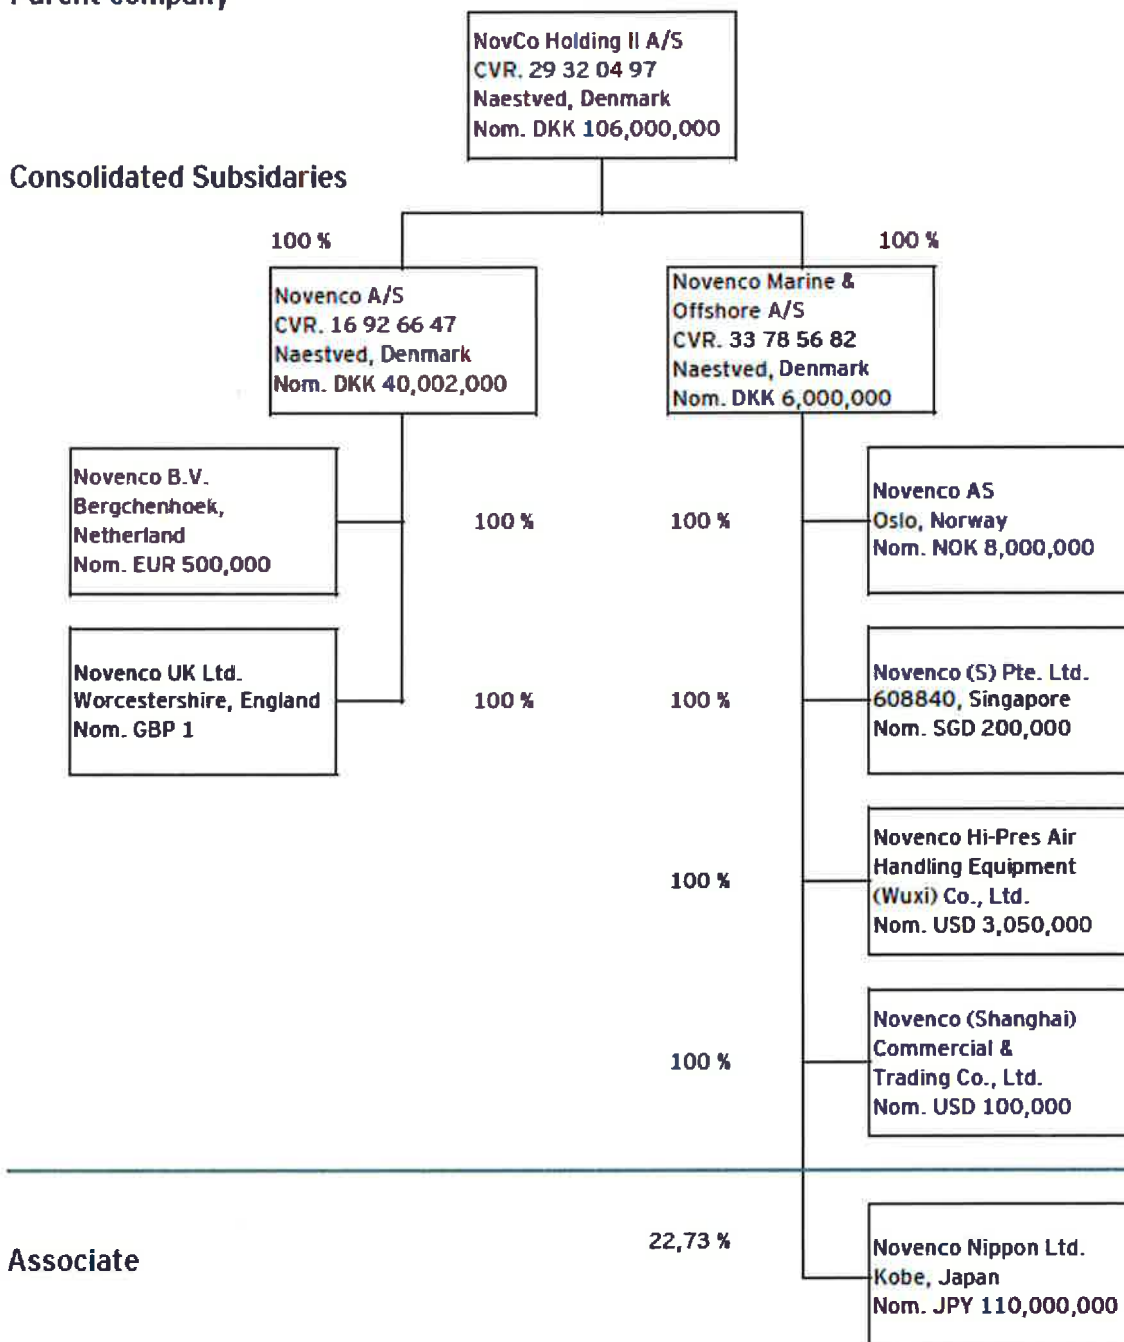 Parent company
NovCo Holding II A/S
CVR. 29 32 04 97
Naestved, Denmark
Nom. DKK 106,000,000
Consolidated Subsidaries
100 %
100 %
Novenco A/S
CVR. 16 92 66 47
Naestved, Denmark
Nom. DKK 40,002,000
Novenco Marine &
Offshore A/S
CVR. 33 78 56 82
Naestved, Denmark
Nom. DKK 6,000,000
Novenco B.V.
Bergchenhoek,
Netherland
Nom. EUR 500,000
100 %
100 %
Novenco AS
Oslo, Norway
Nom. NOK 8,000,000
Novenco UK Ltd.
Worcestershire, England
Nom. GBP 1
100 %
100 %
Novenco (S) Pte. Ltd.
608840, Singapore
Nom. SGD 200,000
100 %
Novenco Hi-Pres Air
Handling Equipment
(Wuxi) Co., Ltd.
Nom. USD 3,050,000
100 %
Novenco (Shanghai)
Commercial &
Trading Co., Ltd.
Nom. USD 100,000
Associate
22,73 %
Novenco Nippon Ltd.
Kobe, Japan
Nom. JPY 110,000,000